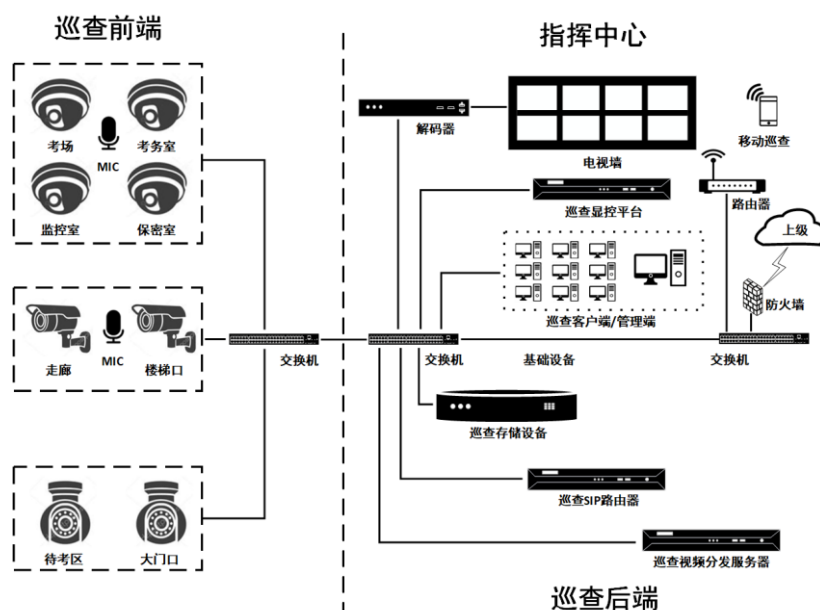 巡查前端
指挥中心
考场
考务室
MIC
监控室
保密室
解码器
电视墙
移动巡查
巡查显控平台
路由器
上级
巡查客户端/管理端
防火墙
走廊
MIC
楼梯口
交换机
交换机
基础设备
交换机
巡查存储设备
巡查SIP路由器
待考区
大门口
巡查视频分发服务器
巡查后端